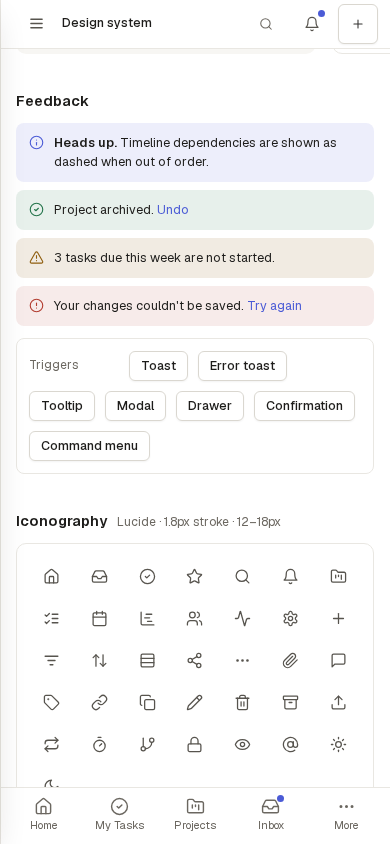 Design system
Feedback
Heads up. Timeline dependencies are shown as
dashed when out of order.
Project archived. Undo
3 tasks due this week are not started.
Your changes couldn't be saved. Try again
Triggers
Toast
Error toast
Tooltip
Modal
Drawer
Confirmation
Command menu
Iconography Lucide · 1.8px stroke · 12–18px
Home
My Tasks
Projects
Inbox
More